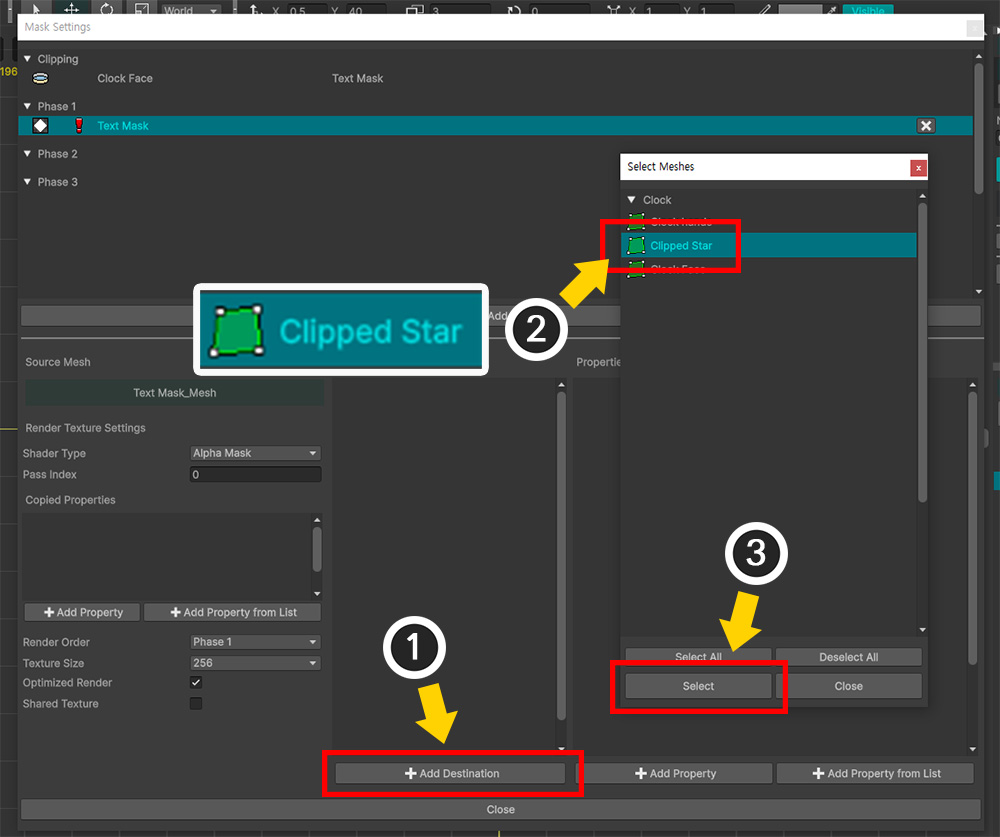 World X 0.5 Y 40 3 0 X 1 Y 1 Visible
Mask Settings
196
Clipping
Clock Face Text Mask
Phase 1
Text Mask
Phase 2
Phase 3
Select Meshes
x
Clock
Clock Hands
Clipped Star
Clock Face
Clipped Star
2
Add
Source Mesh
Text Mask_Mesh
Render Texture Settings
Shader Type Alpha Mask
Pass Index 0
Copied Properties
Add Property Add Property from List
Render Order Phase 1
Texture Size 256
Optimized Render
Shared Texture
1
3
Select All Deselect All
Select Close
Add Destination Add Property Add Property from List
Close